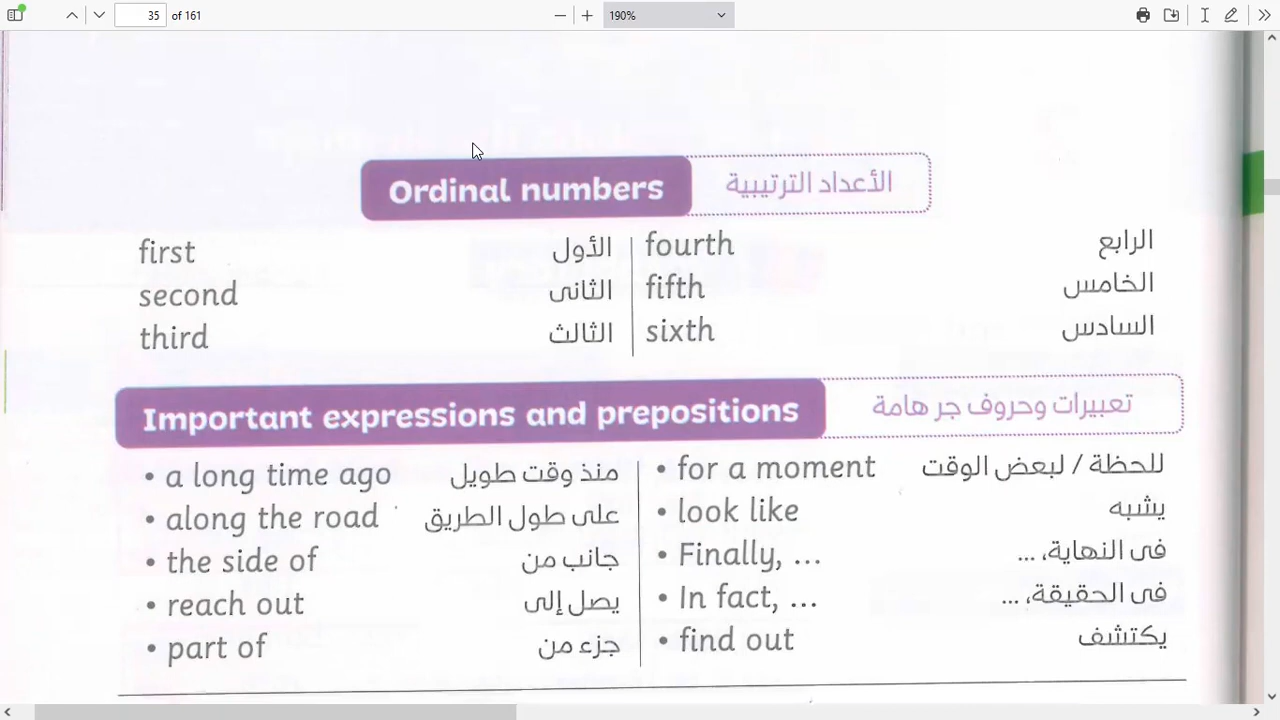 35 of 161
190%
Ordinal numbers الأعداد الترتيبية
first الأول
second الثانى
third الثالث
fourth الرابع
fifth الخامس
sixth السادس
Important expressions and prepositions تعبيرات وحروف جر هامة
• a long time ago منذ وقت طويل
• along the road على طول الطريق
• the side of جانب من
• reach out يصل إلى
• part of جزء من
• for a moment للحظة / لبعض الوقت
• look like يشبه
• Finally, ... فى النهاية، ...
• In fact, ... فى الحقيقة، ...
• find out يكتشف